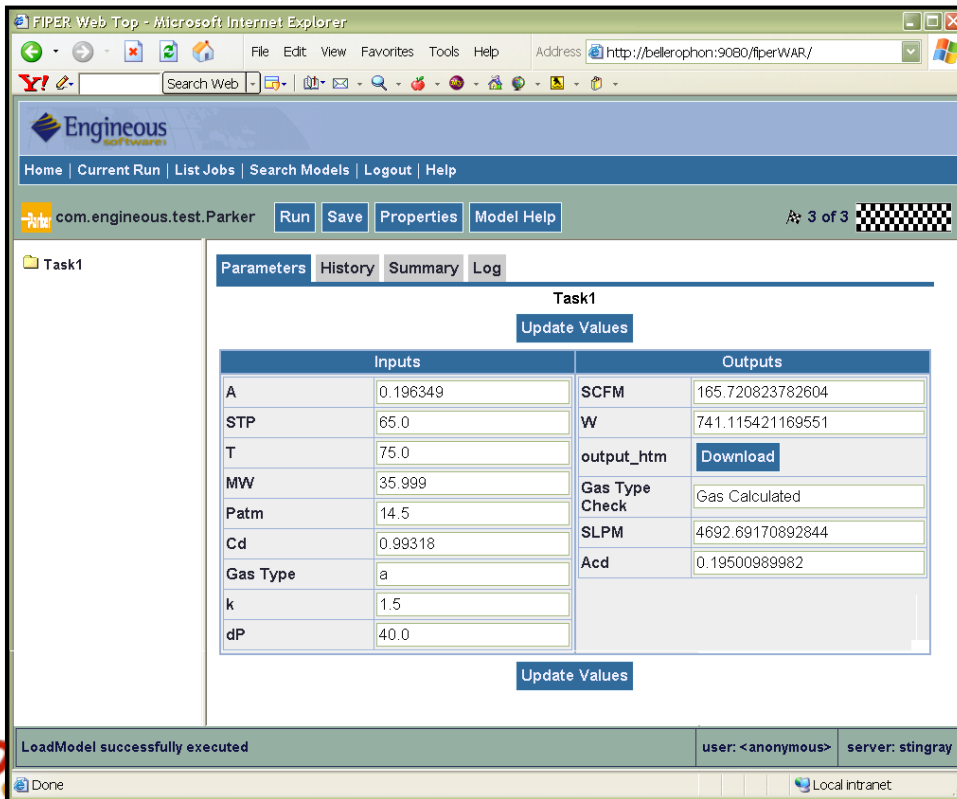 FIPER Web Top - Microsoft Internet Explorer
File Edit View Favorites Tools Help Address http://bellerophon:9080/fiperWAR/
Y! Search Web
Engineous
software
Home | Current Run | List Jobs | Search Models | Logout | Help
Parker com.engineous.test.Parker Run Save Properties Model Help 3 of 3
Task1
Parameters History Summary Log
Task1
Update Values
Inputs Outputs
A 0.196349 SCFM 165.720823782604
STP 65.0 W 741.115421169551
T 75.0 output_htm Download
MW 35.999 Gas Type Check Gas Calculated
Patm 14.5 SLPM 4692.69170892844
Cd 0.99318 Acd 0.19500989982
Gas Type a
k 1.5
dP 40.0
Update Values
LoadModel successfully executed user: <anonymous> server: stingray
Done Local intranet